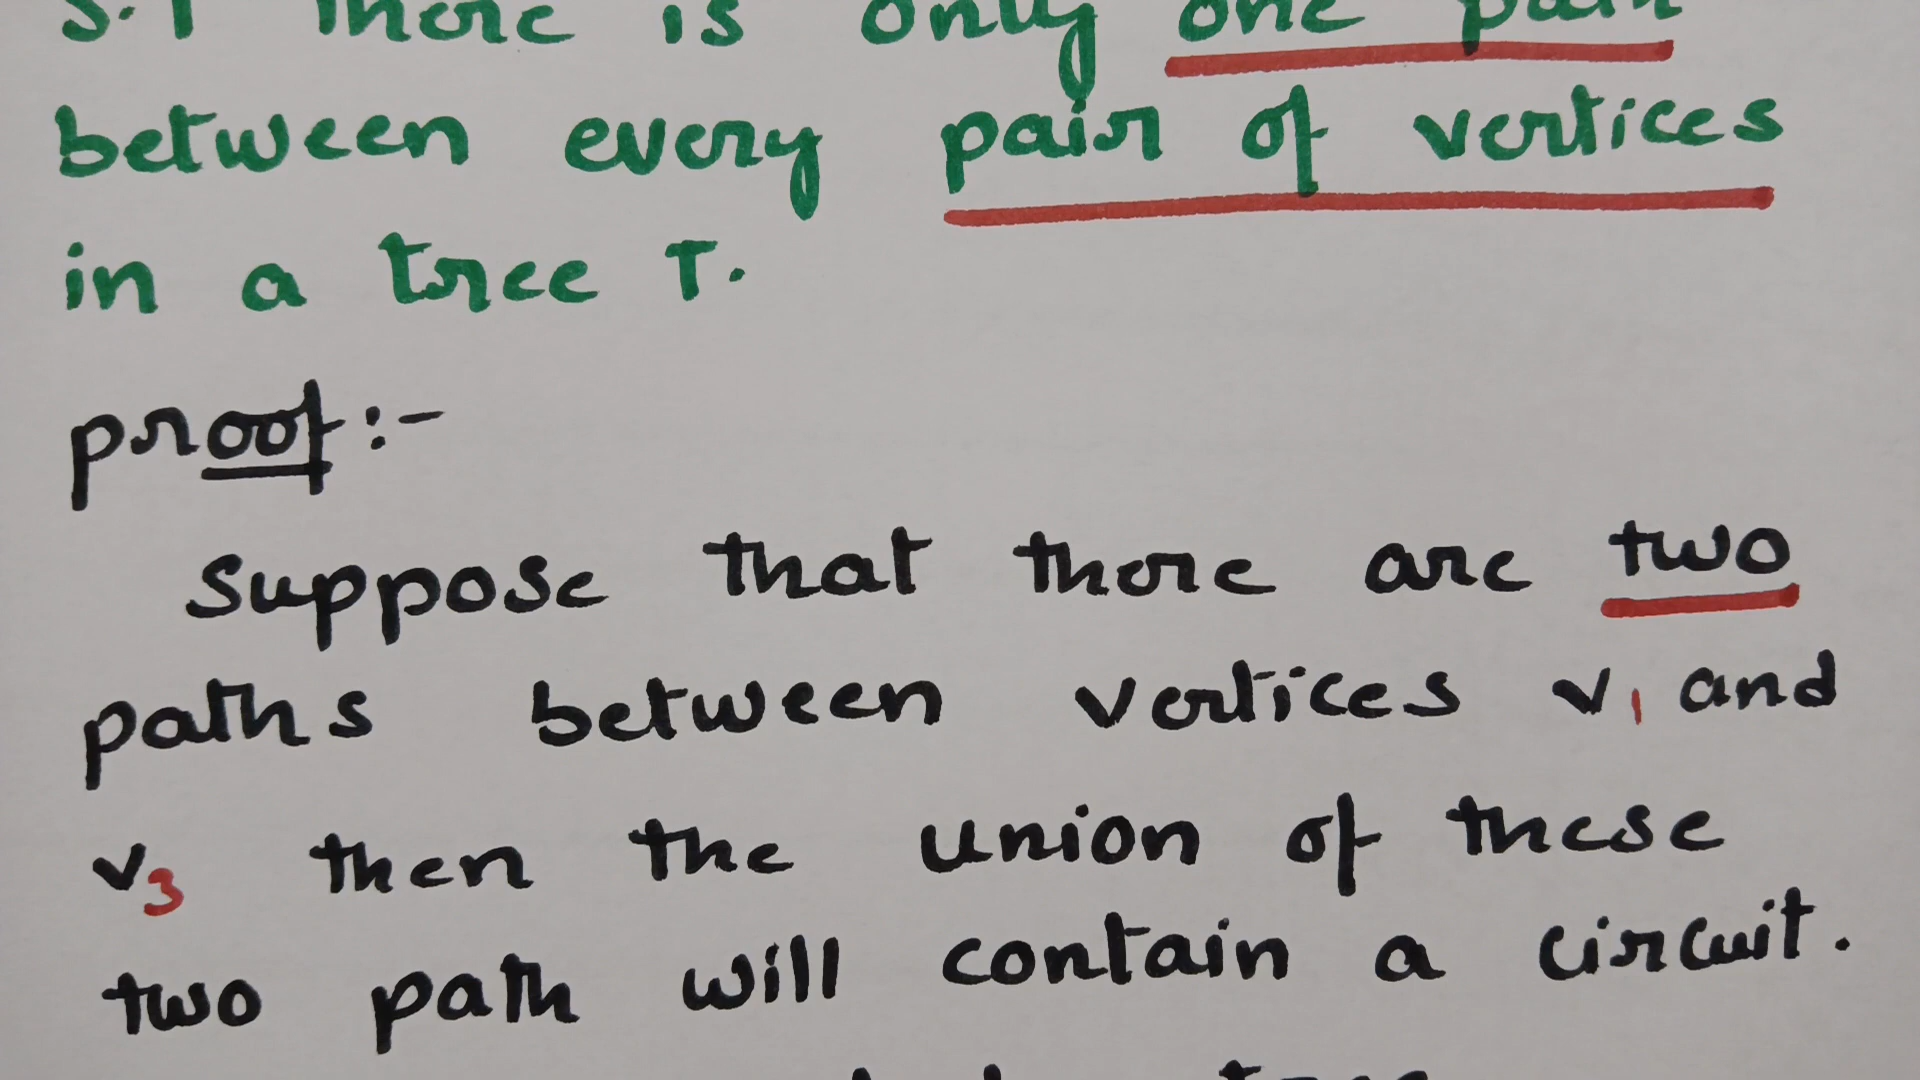 S.T there is only one path
between every pair of vertices
in a tree T.
proof:-
Suppose that there are two
paths between vertices v1 and
v3 then the union of these
two path will contain a circuit.